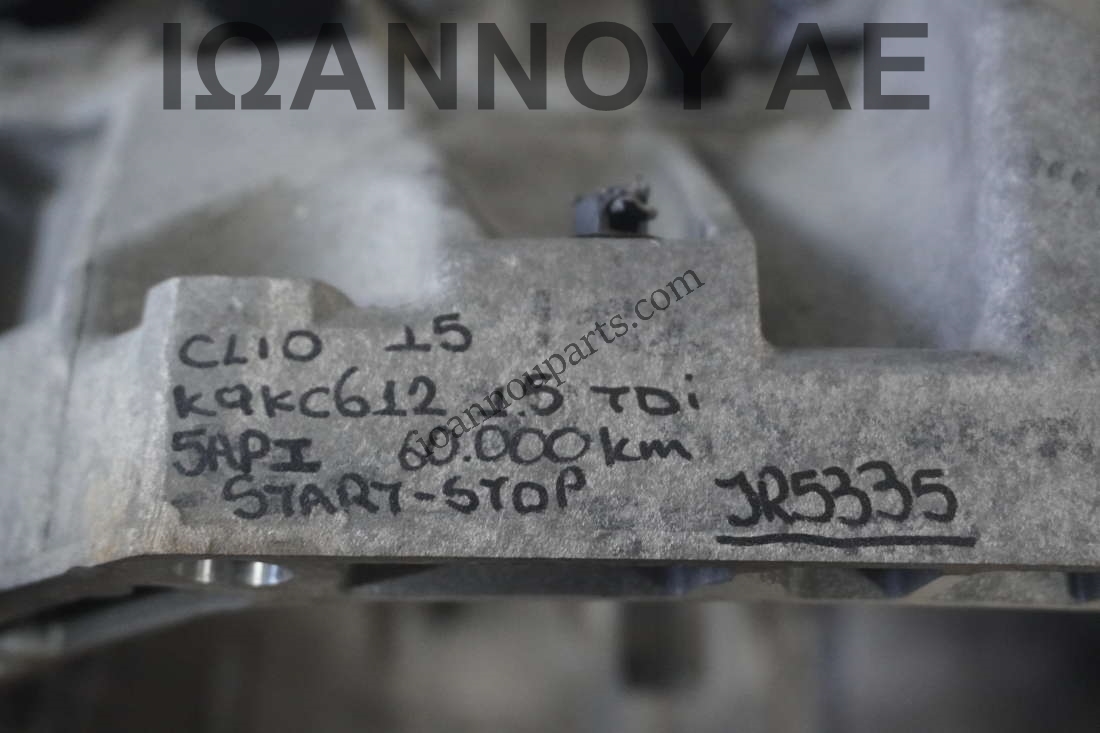 ΙΩΑΝΝΟΥ ΑΕ
CLIO 15
K9KC612 1.5 TDi
5ΑΡΙ 60.000 km
- START-STOP
JR5335
ioannouparts.com